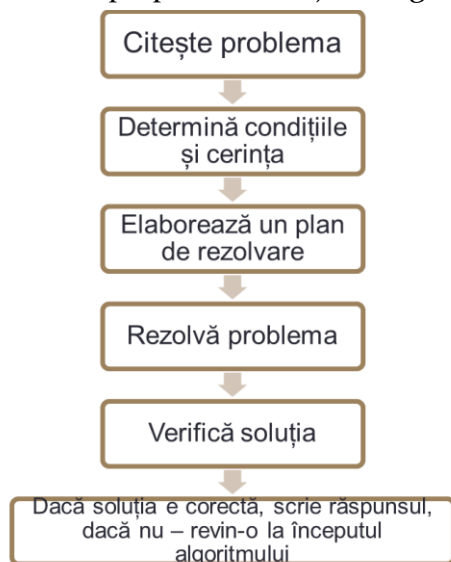 Citește problema
Determină condițiile
și cerința
Elaborează un plan
de rezolvare
Rezolvă problema
Verifică soluția
Dacă soluția e corectă, scrie răspunsul,
dacă nu – revin-o la începutul
algoritmului